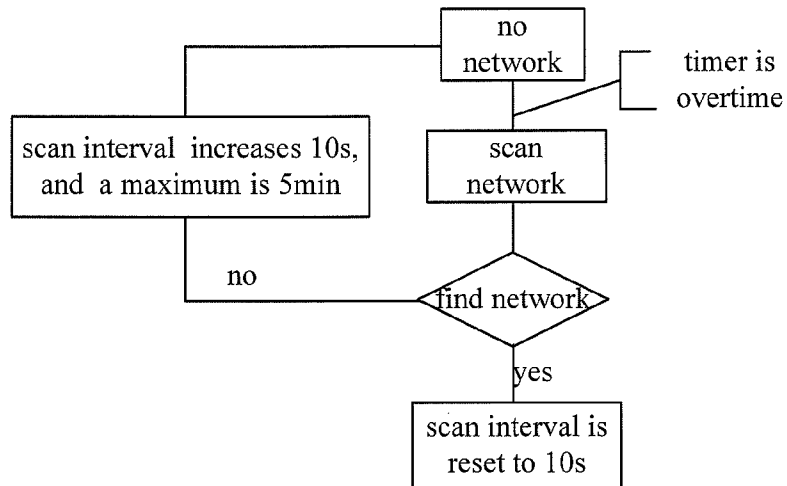 no
network
timer is
overtime
scan interval increases 10s,
and a maximum is 5min
scan
network
no
find network
yes
scan interval is
reset to 10s